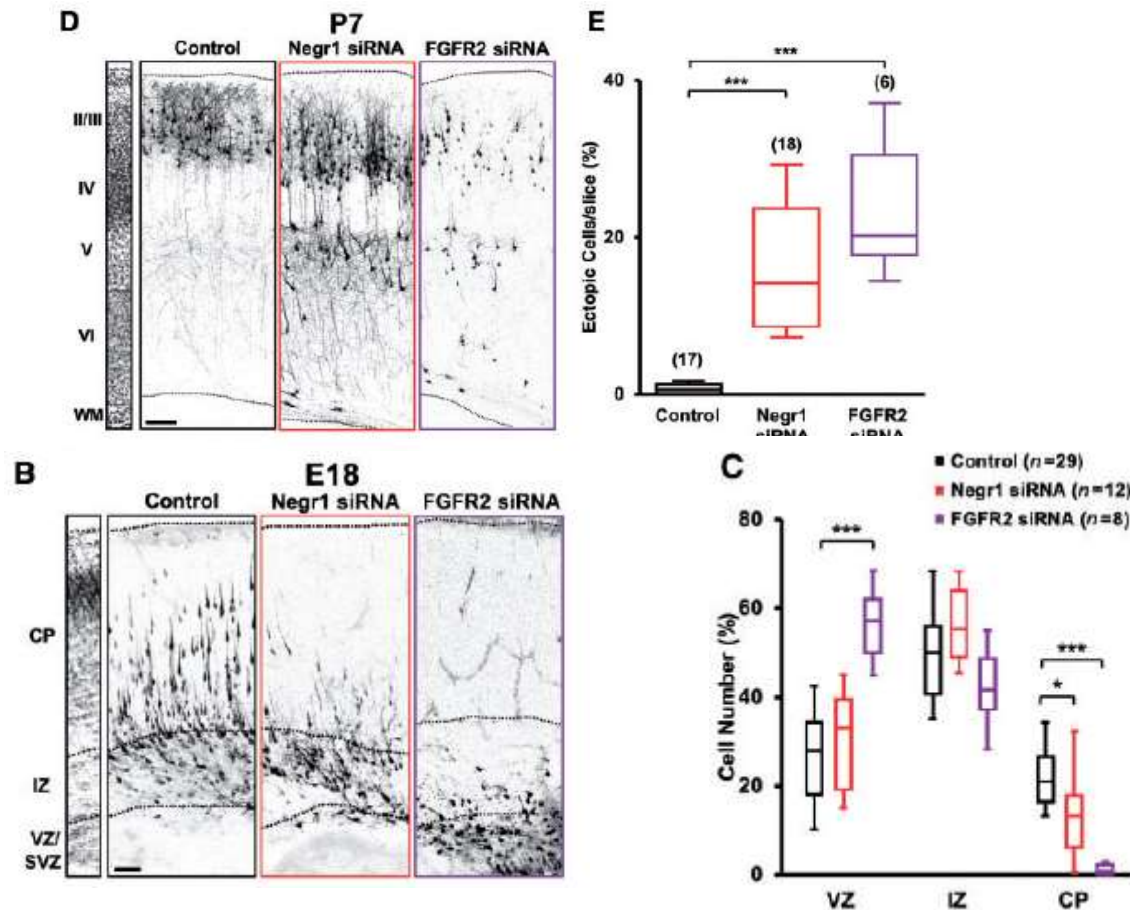 D
P7
Control
Negr1 siRNA
FGFR2 siRNA
II/III
IV
V
VI
WM
E
Ectopic Cells/slice (%)
40
20
0
***
***
(17)
(18)
(6)
Control
Negr1
siRNA
FGFR2
siRNA
B
E18
Control
Negr1 siRNA
FGFR2 siRNA
CP
IZ
VZ/
SVZ
C
Control (n=29)
Negr1 siRNA (n=12)
FGFR2 siRNA (n=8)
Cell Number (%)
80
60
40
20
0
***
***
*
VZ
IZ
CP